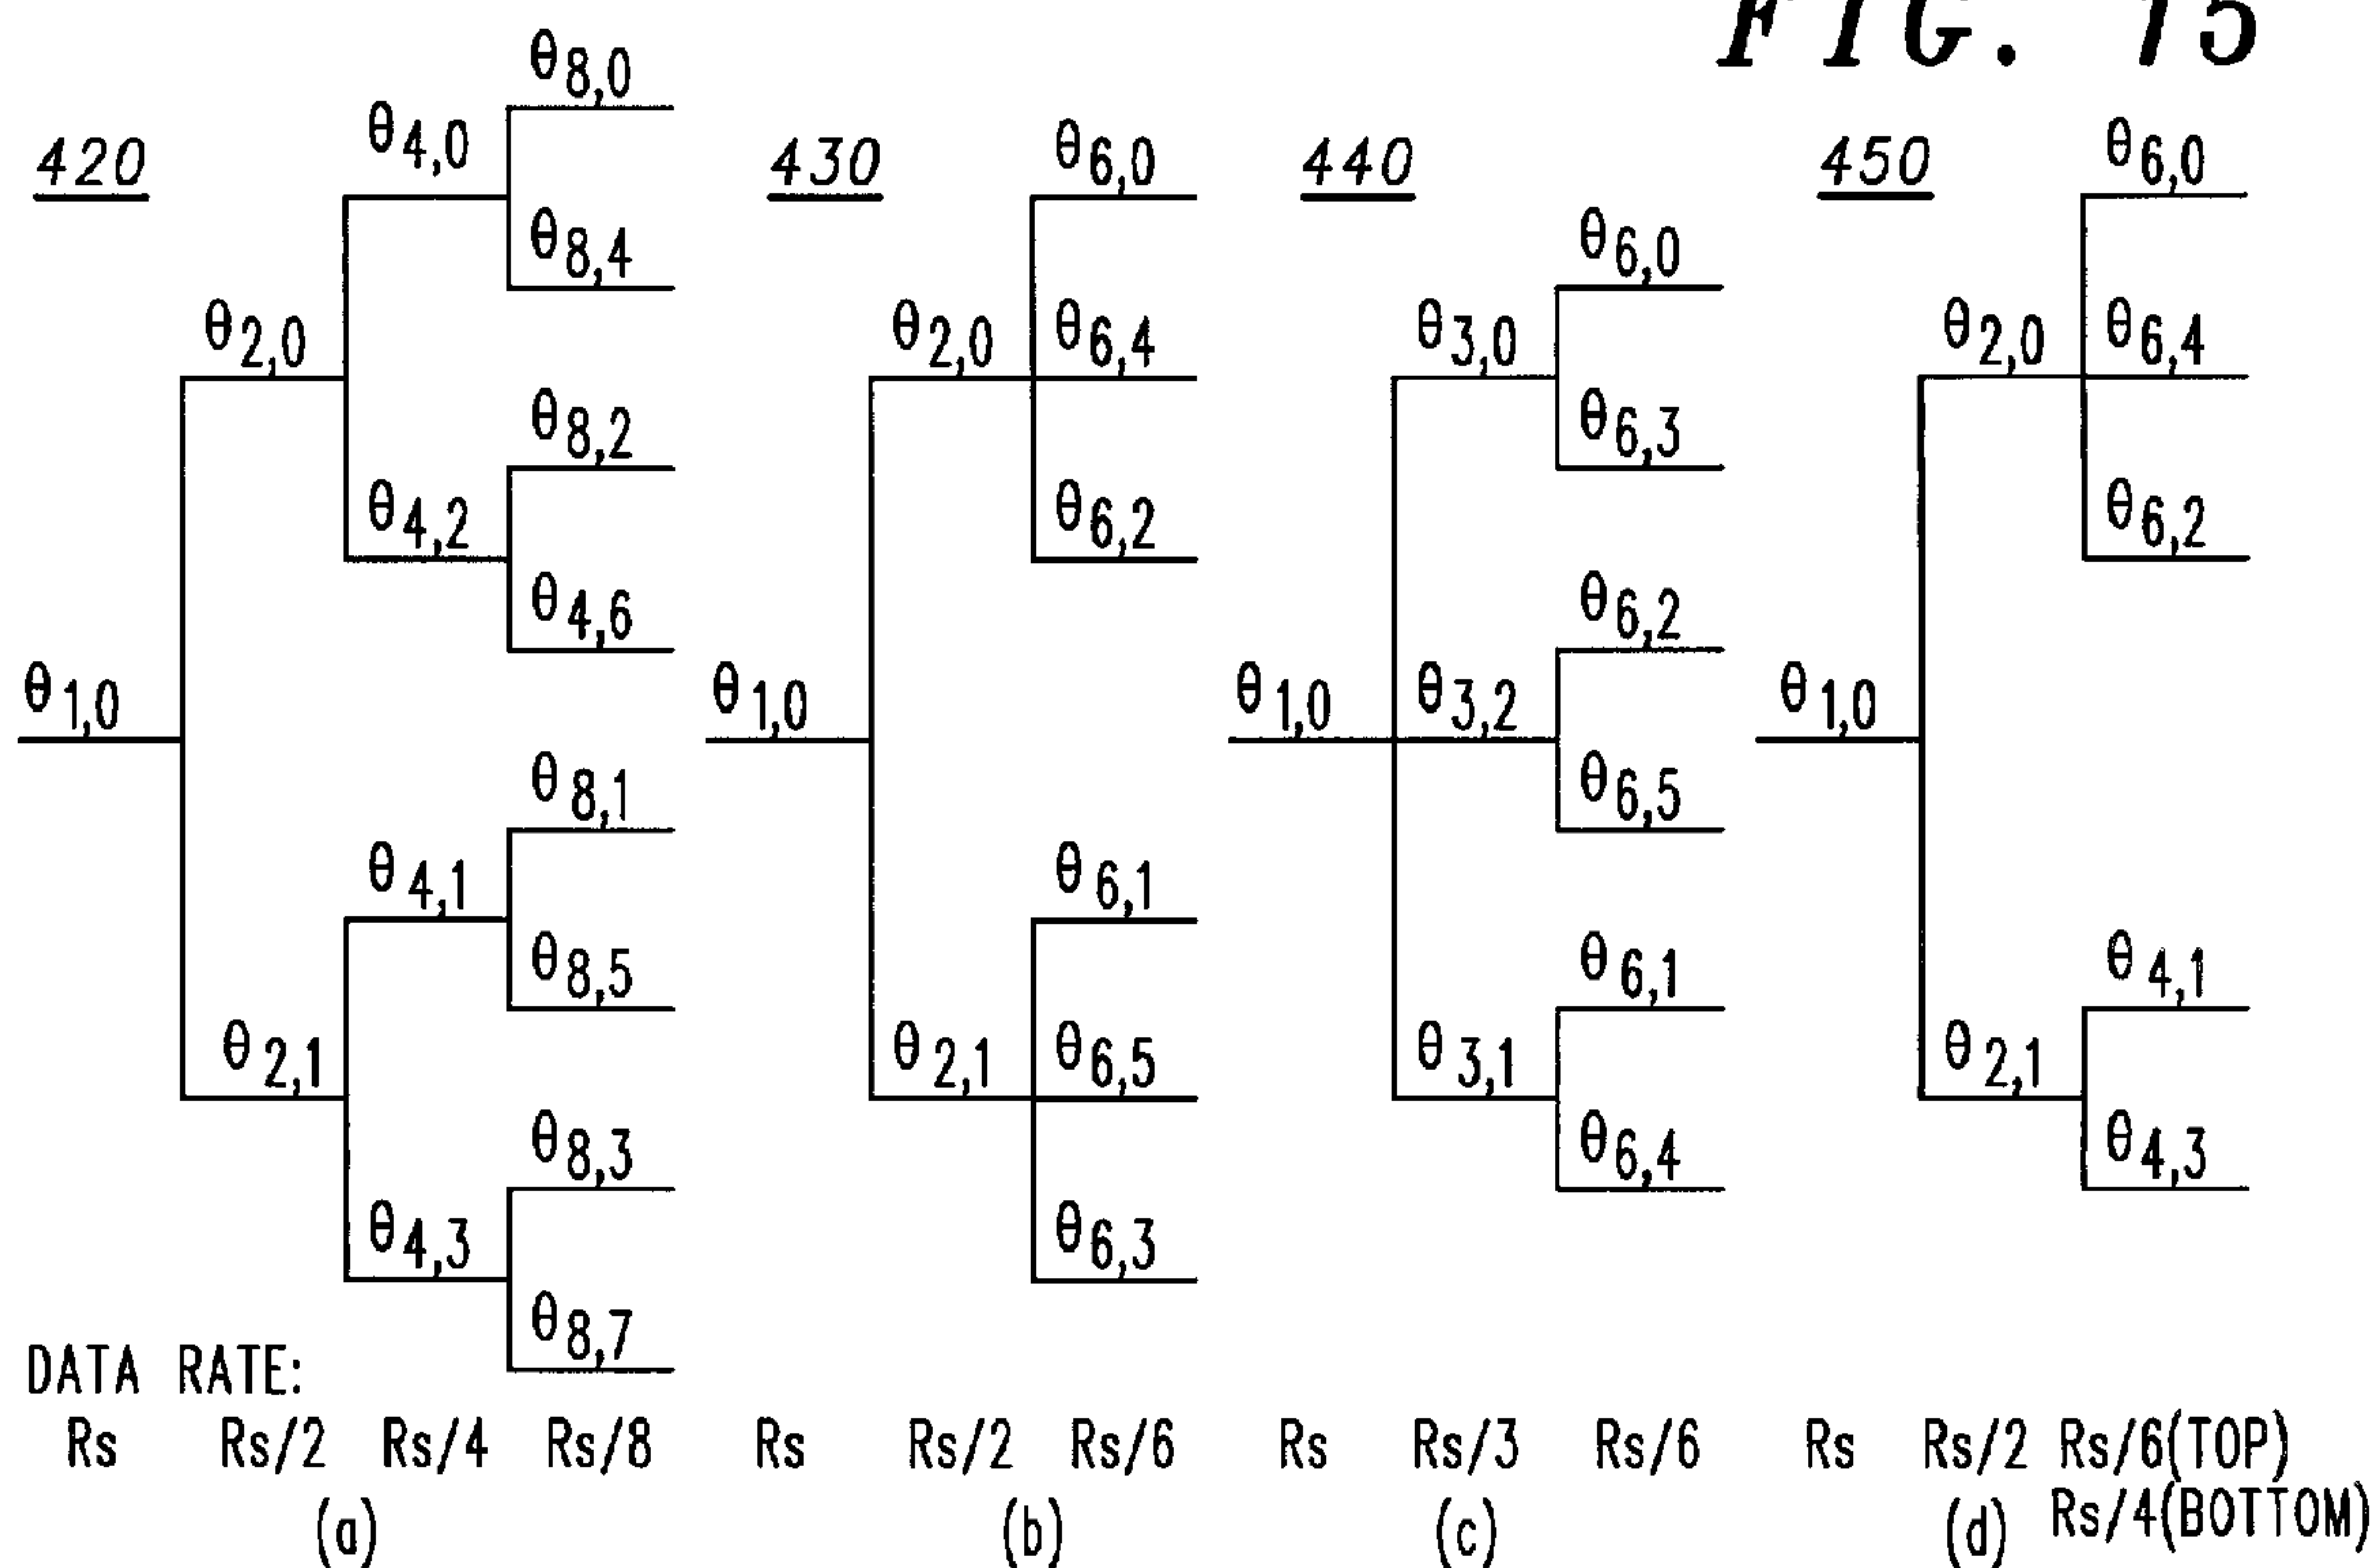 FIG. 15
420
θ1,0
θ2,0
θ2,1
θ4,0
θ4,2
θ4,1
θ4,3
θ8,0
θ8,4
θ8,2
θ4,6
θ8,1
θ8,5
θ8,3
θ8,7
430
θ1,0
θ2,0
θ2,1
θ6,0
θ6,4
θ6,2
θ6,1
θ6,5
θ6,3
440
θ1,0
θ3,0
θ3,2
θ3,1
θ6,0
θ6,3
θ6,2
θ6,5
θ6,1
θ6,4
450
θ1,0
θ2,0
θ2,1
θ6,0
θ6,4
θ6,2
θ4,1
θ4,3
DATA RATE:
Rs Rs/2 Rs/4 Rs/8 Rs Rs/2 Rs/6 Rs Rs/3 Rs/6 Rs Rs/2 Rs/6(TOP)
Rs/4(BOTTOM)
(a) (b) (c) (d)